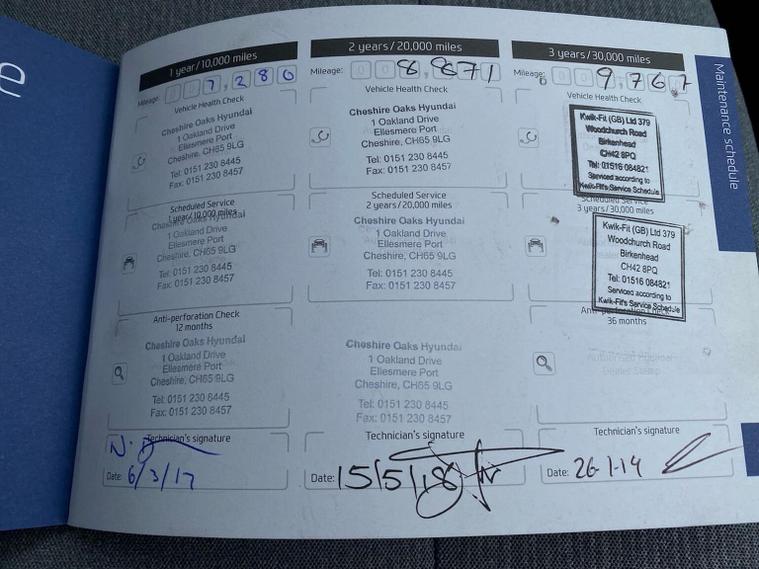 Maintenance schedule
1 year/10,000 miles
Mileage: 7,280
Vehicle Health Check
Cheshire Oaks Hyundai
1 Oakland Drive
Ellesmere Port
Cheshire, CH65 9LG
Tel: 0151 230 8445
Fax: 0151 230 8457
Scheduled Service
1 year/10,000 miles
Cheshire Oaks Hyundai
1 Oakland Drive
Ellesmere Port
Cheshire, CH65 9LG
Tel: 0151 230 8445
Fax: 0151 230 8457
Anti-perforation Check
12 months
Cheshire Oaks Hyundai
1 Oakland Drive
Ellesmere Port
Cheshire, CH65 9LG
Tel: 0151 230 8445
Fax: 0151 230 8457
Technician's signature
Date: 6/3/17
2 years/20,000 miles
Mileage: 008,871
Vehicle Health Check
Cheshire Oaks Hyundai
1 Oakland Drive
Ellesmere Port
Cheshire, CH65 9LG
Tel: 0151 230 8445
Fax: 0151 230 8457
Scheduled Service
2 years/20,000 miles
Cheshire Oaks Hyundai
1 Oakland Drive
Ellesmere Port
Cheshire, CH65 9LG
Tel: 0151 230 8445
Fax: 0151 230 8457
Cheshire Oaks Hyundai
1 Oakland Drive
Ellesmere Port
Cheshire, CH65 9LG
Tel: 0151 230 8445
Fax: 0151 230 8457
Technician's signature
Date: 15/5/18
3 years/30,000 miles
Mileage: 009,767
Vehicle Health Check
Kwik-Fit (GB) Ltd 379
Woodchurch Road
Birkenhead
CH42 8PQ
Tel: 01516 084821
Serviced according to
Kwik-Fit's Service Schedule
Scheduled Service
3 years/30,000 miles
Kwik-Fit (GB) Ltd 379
Woodchurch Road
Birkenhead
CH42 8PQ
Tel: 01516 084821
Serviced according to
Kwik-Fit's Service Schedule
Anti-perforation Check
36 months
Technician's signature
Date: 26-1-19